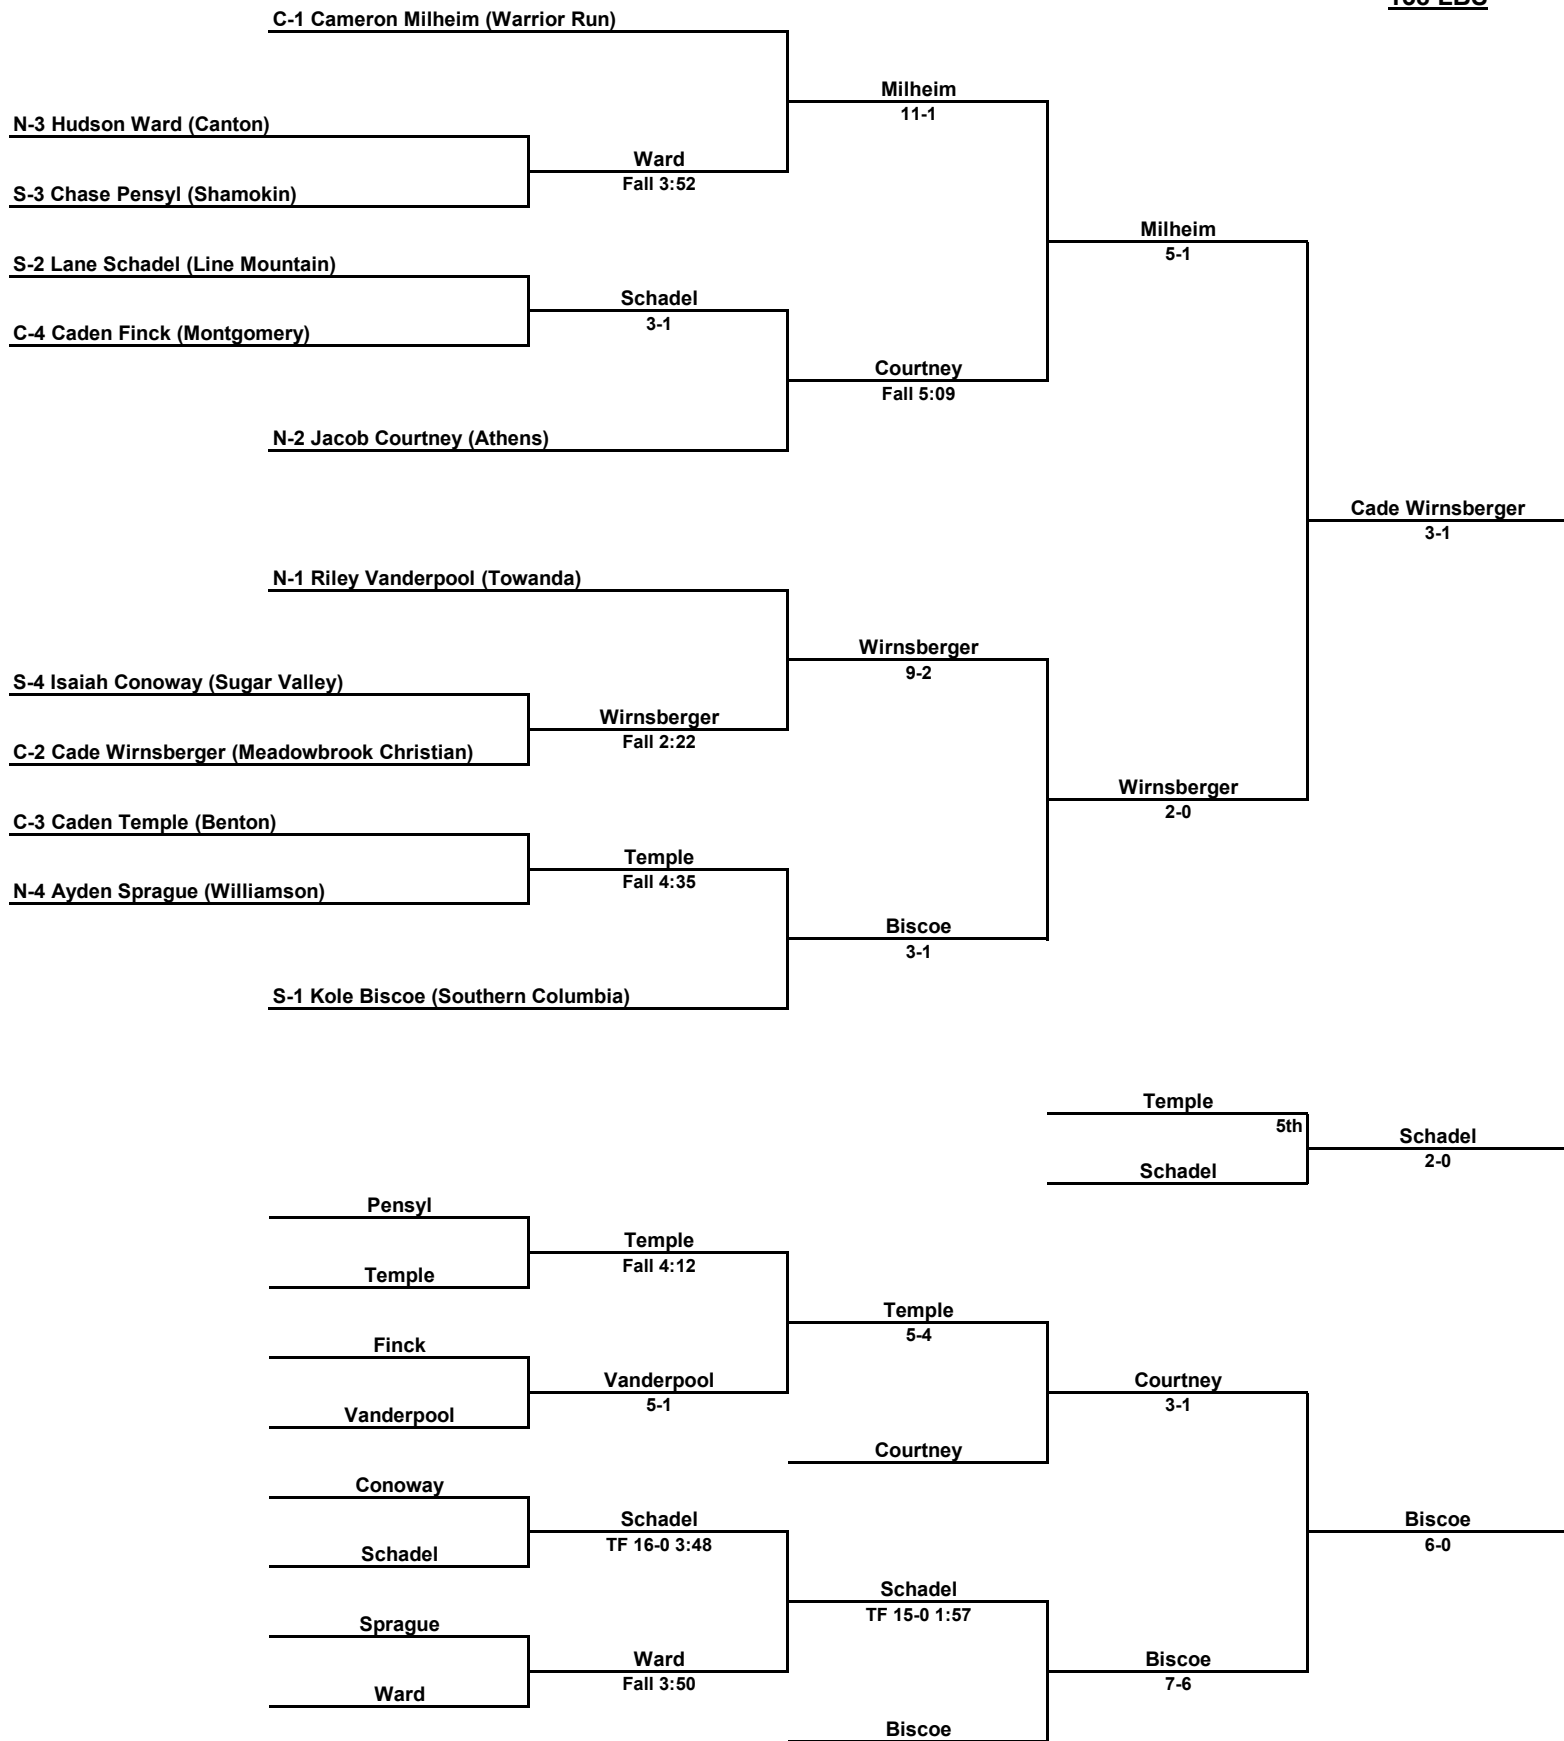 C-1 Cameron Milheim (Warrior Run)
Milheim
11-1
N-3 Hudson Ward (Canton)
Ward
Fall 3:52
S-3 Chase Pensyl (Shamokin)
Milheim
5-1
S-2 Lane Schadel (Line Mountain)
Schadel
3-1
C-4 Caden Finck (Montgomery)
Courtney
Fall 5:09
N-2 Jacob Courtney (Athens)
Cade Wirnsberger
3-1
N-1 Riley Vanderpool (Towanda)
Wirnsberger
9-2
S-4 Isaiah Conoway (Sugar Valley)
Wirnsberger
Fall 2:22
C-2 Cade Wirnsberger (Meadowbrook Christian)
Wirnsberger
2-0
C-3 Caden Temple (Benton)
Temple
Fall 4:35
N-4 Ayden Sprague (Williamson)
Biscoe
3-1
S-1 Kole Biscoe (Southern Columbia)
Temple
5th
Schadel
2-0
Schadel
Pensyl
Temple
Fall 4:12
Temple
Temple
5-4
Finck
Vanderpool
5-1
Courtney
3-1
Vanderpool
Courtney
Conoway
Schadel
TF 16-0 3:48
Biscoe
6-0
Schadel
Schadel
TF 15-0 1:57
Sprague
Ward
Fall 3:50
Biscoe
7-6
Ward
Biscoe